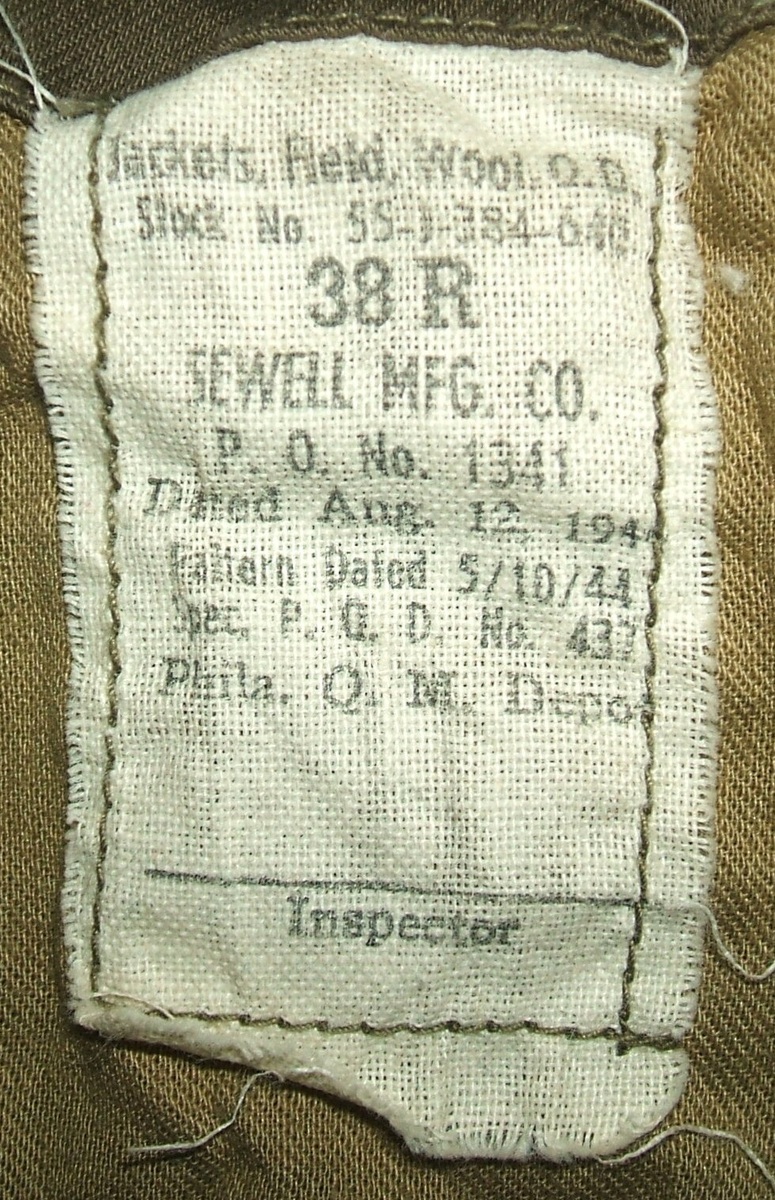 Jackets, Field, Wool, O.D.
Stock No. 55-J-384-640
38 R
SEWELL MFG. CO.
P. O. No. 1341
Dated Aug. 12, 194
Pattern Dated 5/10/44
Spec. P. Q. D. No. 437
Phila. Q. M. Depot
Inspector